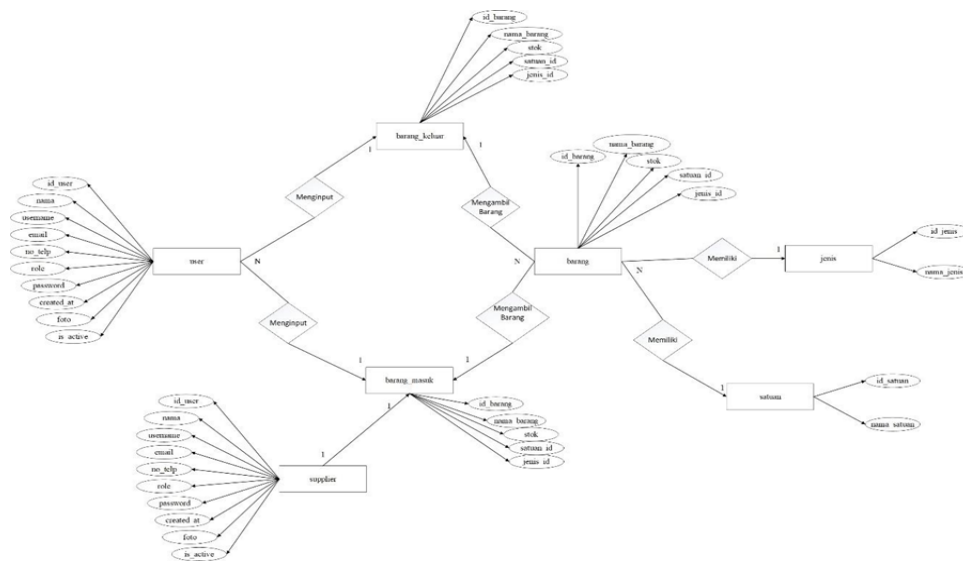 id_barang
nama_barang
stok
satuan_id
jenis_id
barang_keluar
1
1
Menginput
Mengambil
Barang
nama_barang
id_barang
stok
satuan_id
jenis_id
id_user
nama
username
email
no_telp
role
password
created_at
foto
is_active
user
N
N
barang
N
Memiliki
1
jenis
id_jenis
nama_jenis
Menginput
Mengambil
Barang
Memiliki
1
1
barang_masuk
1
1
satuan
id_satuan
nama_satuan
id_barang
nama_barang
stok
satuan_id
jenis_id
id_user
nama
username
email
no_telp
role
password
created_at
foto
is_active
1
supplier